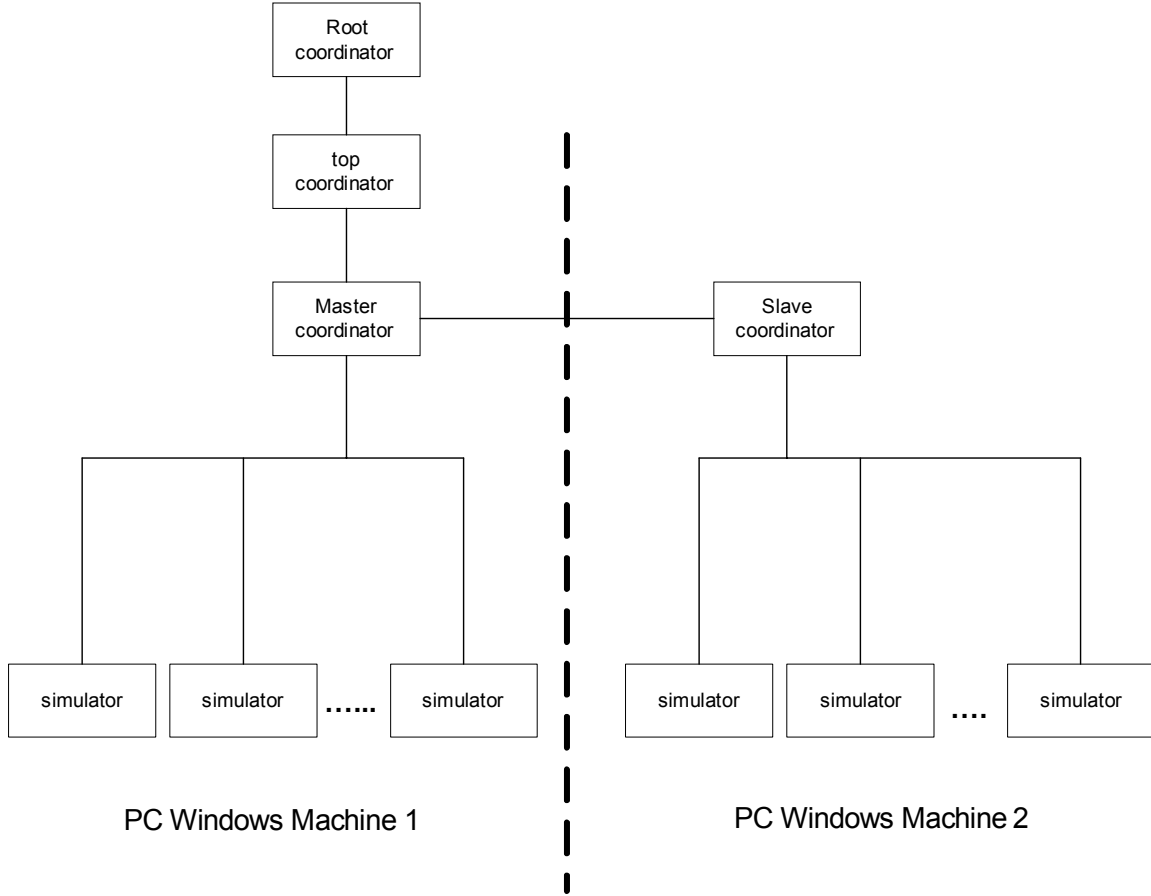 Root
coordinator
top
coordinator
Master
coordinator
Slave
coordinator
simulator
simulator
…...
simulator
simulator
simulator
....
simulator
PC Windows Machine 1
PC Windows Machine 2